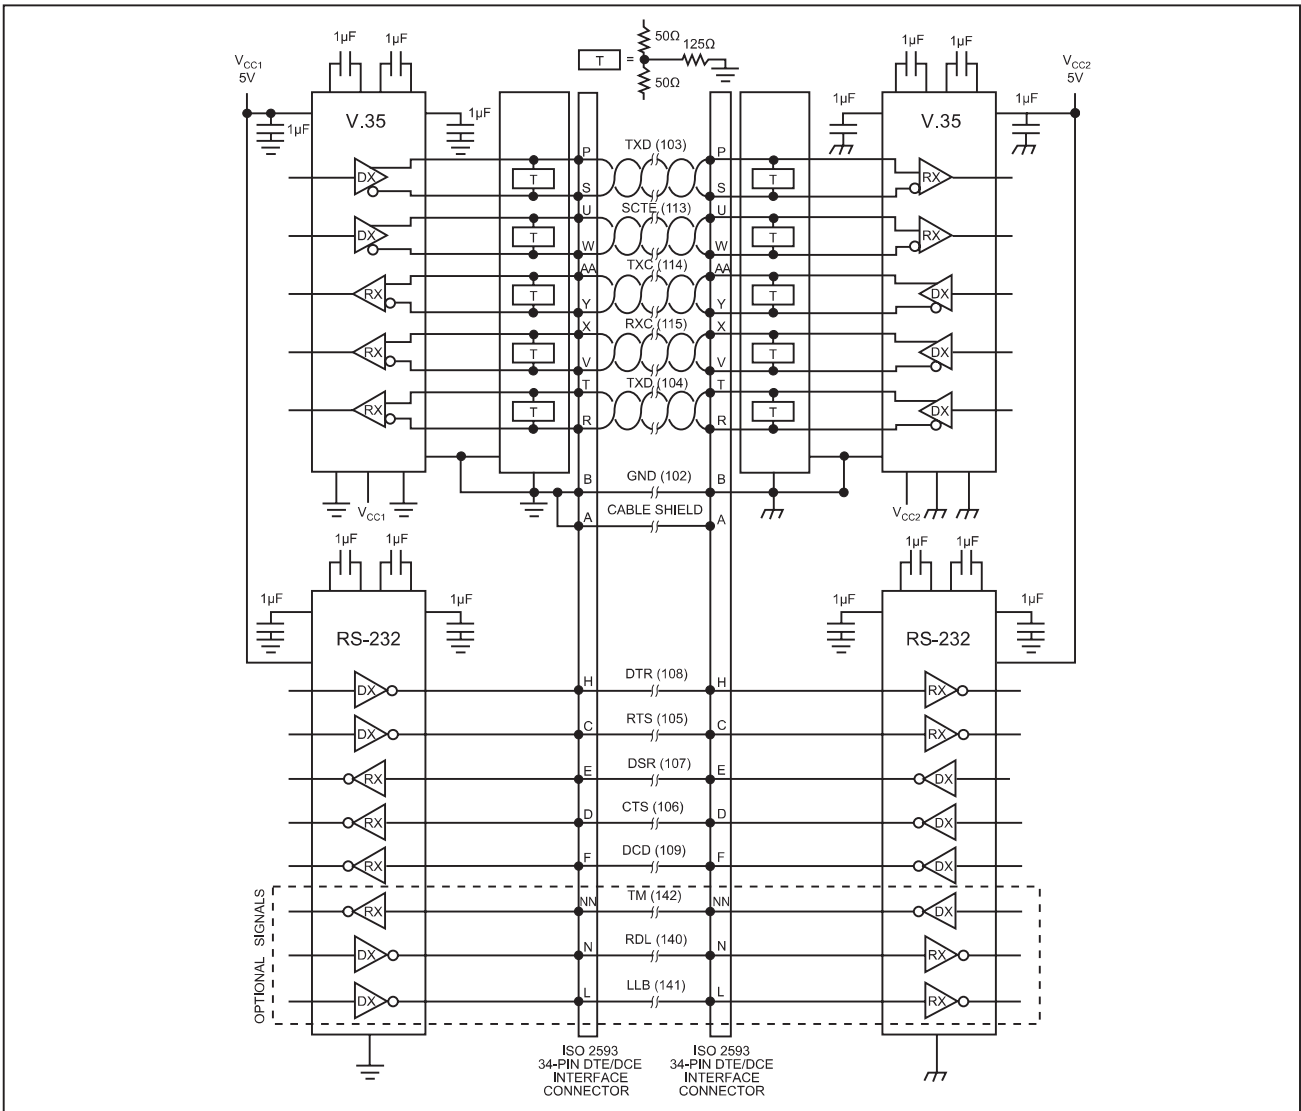 50Ω
125Ω
T =
50Ω
1µF 1µF
1µF 1µF
VCC1
5V
VCC2
5V
1µF
1µF
1µF
1µF
V.35
V.35
TXD (103)
P P
DX T T RX
S S
SCTE (113)
U U
DX T T RX
W W
TXC (114)
AA AA
RX T T DX
Y Y
RXC (115)
X X
RX T T DX
V V
TXD (104)
T T
RX T T DX
R R
B GND (102) B
CABLE SHIELD
A A
VCC1
VCC2
1µF 1µF
1µF 1µF
1µF
1µF
1µF
1µF
RS-232
RS-232
DX H DTR (108) H RX
DX C RTS (105) C RX
RX E DSR (107) E DX
RX D CTS (106) D DX
RX F DCD (109) F DX
OPTIONAL SIGNALS
RX NN TM (142) NN DX
DX N RDL (140) N RX
DX L LLB (141) L RX
ISO 2593
34-PIN DTE/DCE
INTERFACE
CONNECTOR
ISO 2593
34-PIN DTE/DCE
INTERFACE
CONNECTOR